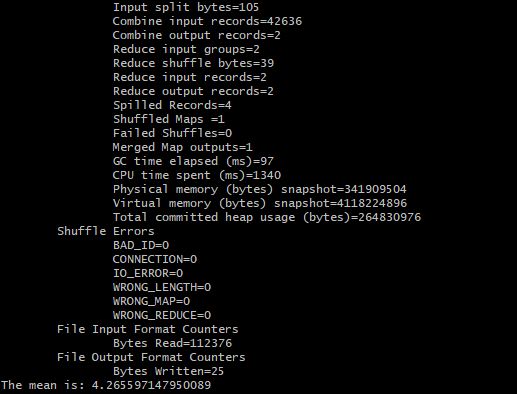 Input split bytes=105
Combine input records=42636
Combine output records=2
Reduce input groups=2
Reduce shuffle bytes=39
Reduce input records=2
Reduce output records=2
Spilled Records=4
Shuffled Maps =1
Failed Shuffles=0
Merged Map outputs=1
GC time elapsed (ms)=97
CPU time spent (ms)=1340
Physical memory (bytes) snapshot=341909504
Virtual memory (bytes) snapshot=4118224896
Total committed heap usage (bytes)=264830976
Shuffle Errors
BAD_ID=0
CONNECTION=0
IO_ERROR=0
WRONG_LENGTH=0
WRONG_MAP=0
WRONG_REDUCE=0
File Input Format Counters
Bytes Read=112376
File Output Format Counters
Bytes Written=25
The mean is: 4.265597147950089